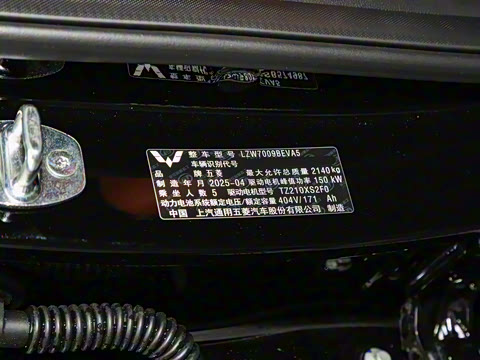 整车型号 LZW7009BEVA5
车辆识别代号
品牌 五菱 最大允许总质量 2140 kg
制造年月 2025-04 驱动电机峰值功率 150 kW
乘坐人数 5 驱动电机型号 TZ210XS2F0
动力电池系统额定电压/额定容量 404V/171 Ah
中国 上汽通用五菱汽车股份有限公司 制造